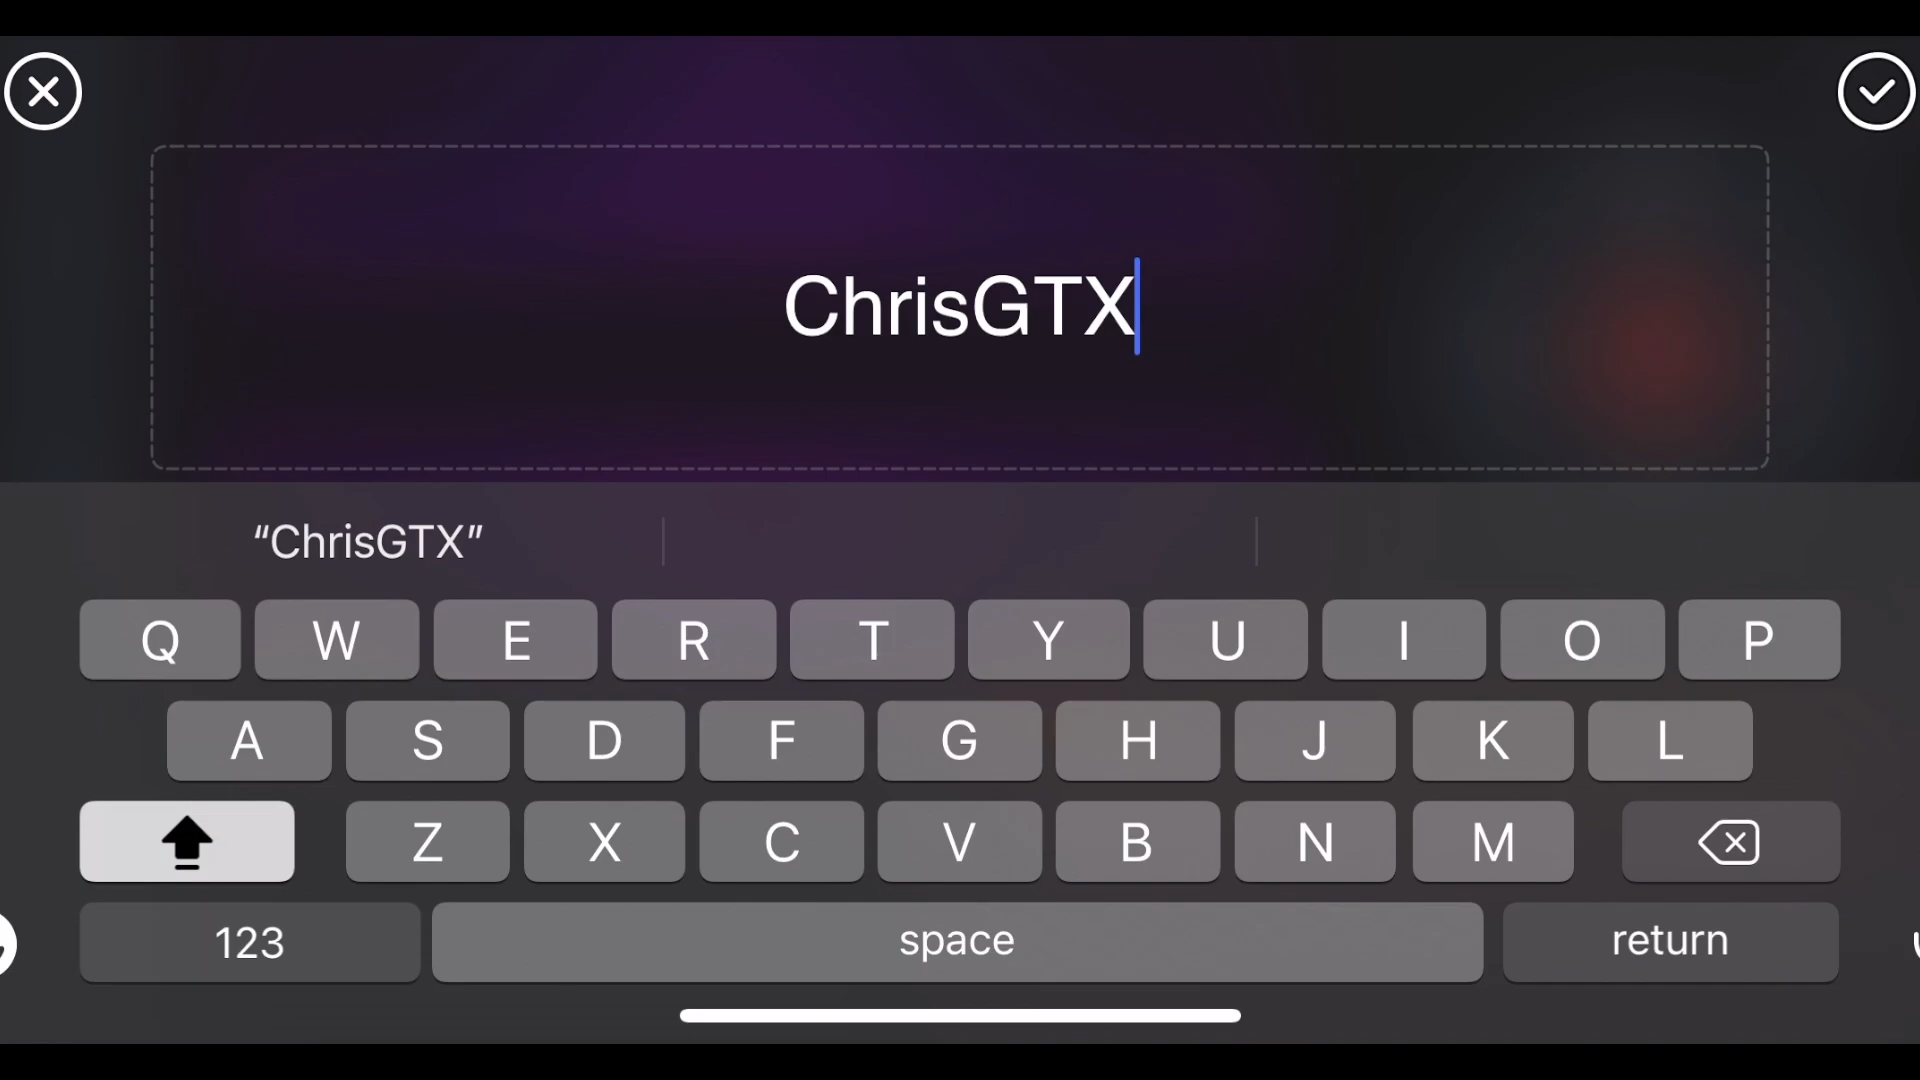 ChrisGTX
“ChrisGTX”
Q W E R T Y U I O P
A S D F G H J K L
Z X C V B N M
123 space return